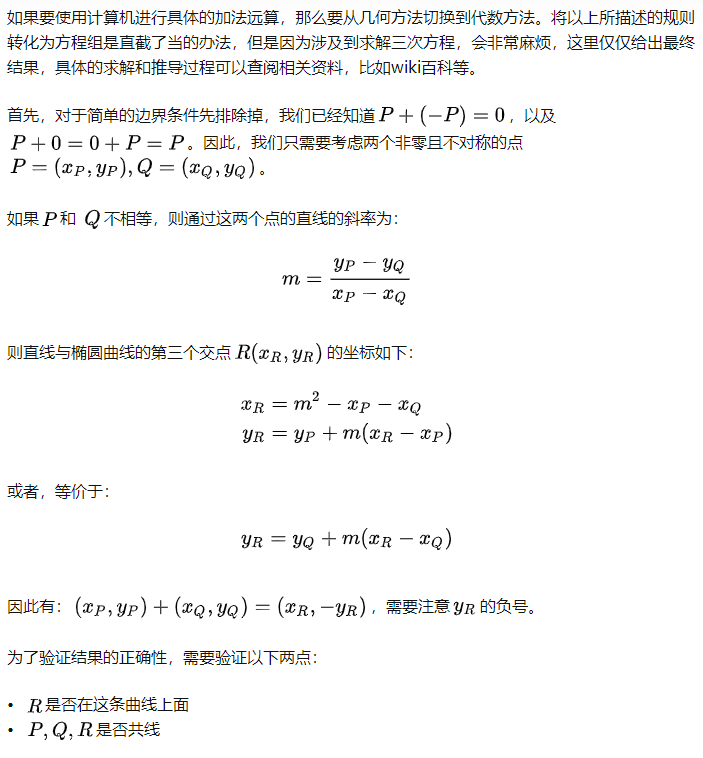 如果要使用计算机进行具体的加法远算，那么要从几何方法切换到代数方法。将以上所描述的规则
转化为方程组是直截了当的办法，但是因为涉及到求解三次方程，会非常麻烦，这里仅仅给出最终
结果，具体的求解和推导过程可以查阅相关资料，比如wiki百科等。
首先，对于简单的边界条件先排除掉，我们已经知道 P + (−P) = 0 ，以及
P + 0 = 0 + P = P 。因此，我们只需要考虑两个非零且不对称的点
P = (x_P, y_P), Q = (x_Q, y_Q) 。
如果 P 和 Q 不相等，则通过这两个点的直线的斜率为：
m = \frac{y_P − y_Q}{x_P − x_Q}
则直线与椭圆曲线的第三个交点 R(x_R, y_R) 的坐标如下：
x_R = m^2 − x_P − x_Q
y_R = y_P + m(x_R − x_P)
或者，等价于：
y_R = y_Q + m(x_R − x_Q)
因此有： (x_P, y_P) + (x_Q, y_Q) = (x_R, −y_R) ，需要注意 y_R 的负号。
为了验证结果的正确性，需要验证以下两点：
• R 是否在这条曲线上面
• P, Q, R 是否共线